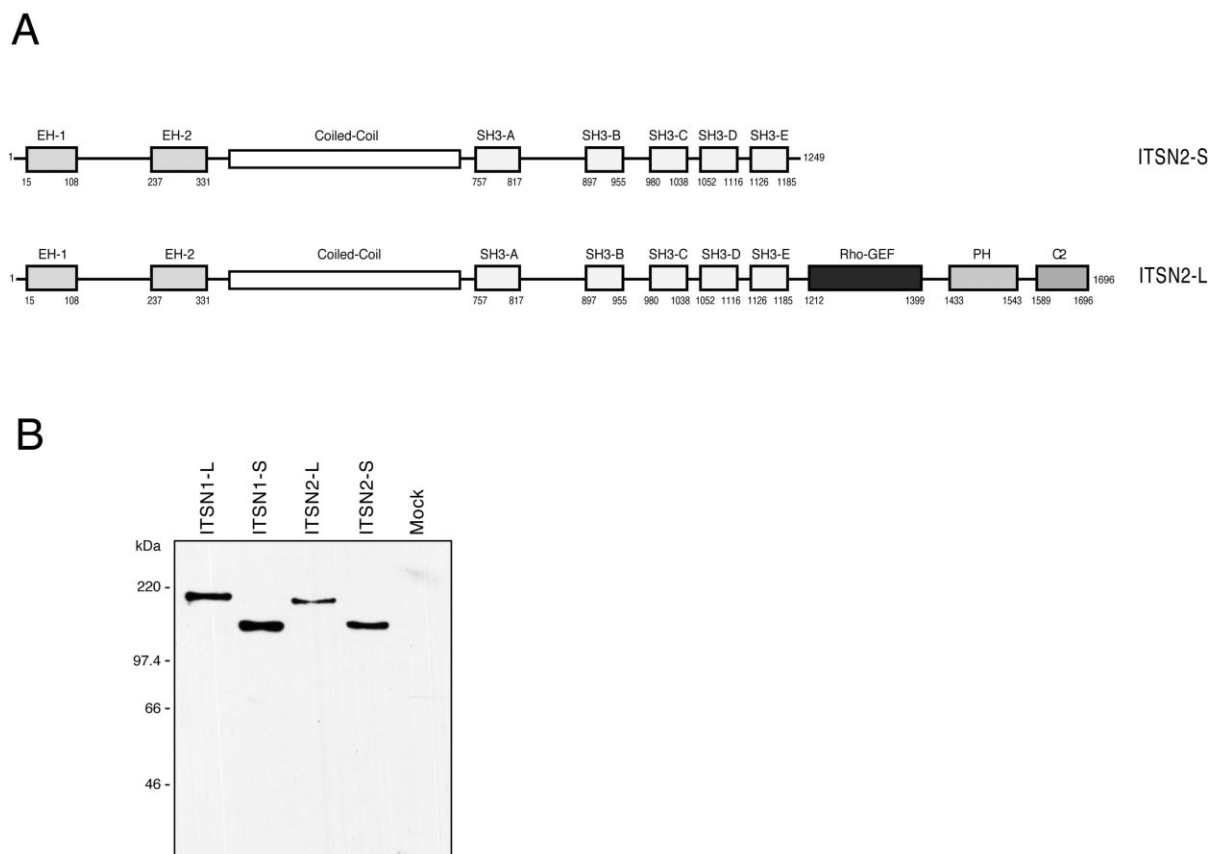 A
EH-1 EH-2 Coiled-Coil SH3-A SH3-B SH3-C SH3-D SH3-E
1 1249 ITSN2-S
15 108 237 331 757 817 897 955 980 1038 1052 1116 1126 1185
EH-1 EH-2 Coiled-Coil SH3-A SH3-B SH3-C SH3-D SH3-E Rho-GEF PH C2
1 1696 ITSN2-L
15 108 237 331 757 817 897 955 980 1038 1052 1116 1126 1185 1212 1399 1433 1543 1589 1696
B
ITSN1-L ITSN1-S ITSN2-L ITSN2-S Mock
kDa
220 -
97.4 -
66 -
46 -